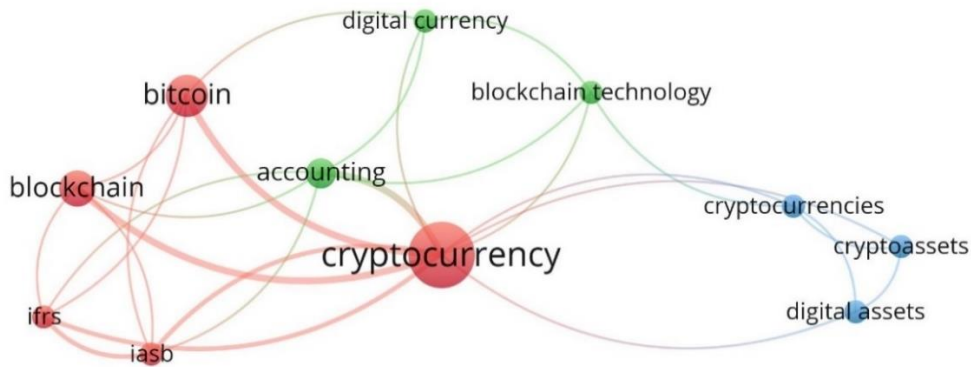 digital currency
bitcoin
blockchain technology
accounting
blockchain
cryptocurrencies
cryptocurrency
cryptoassets
digital assets
ifrs
iasb